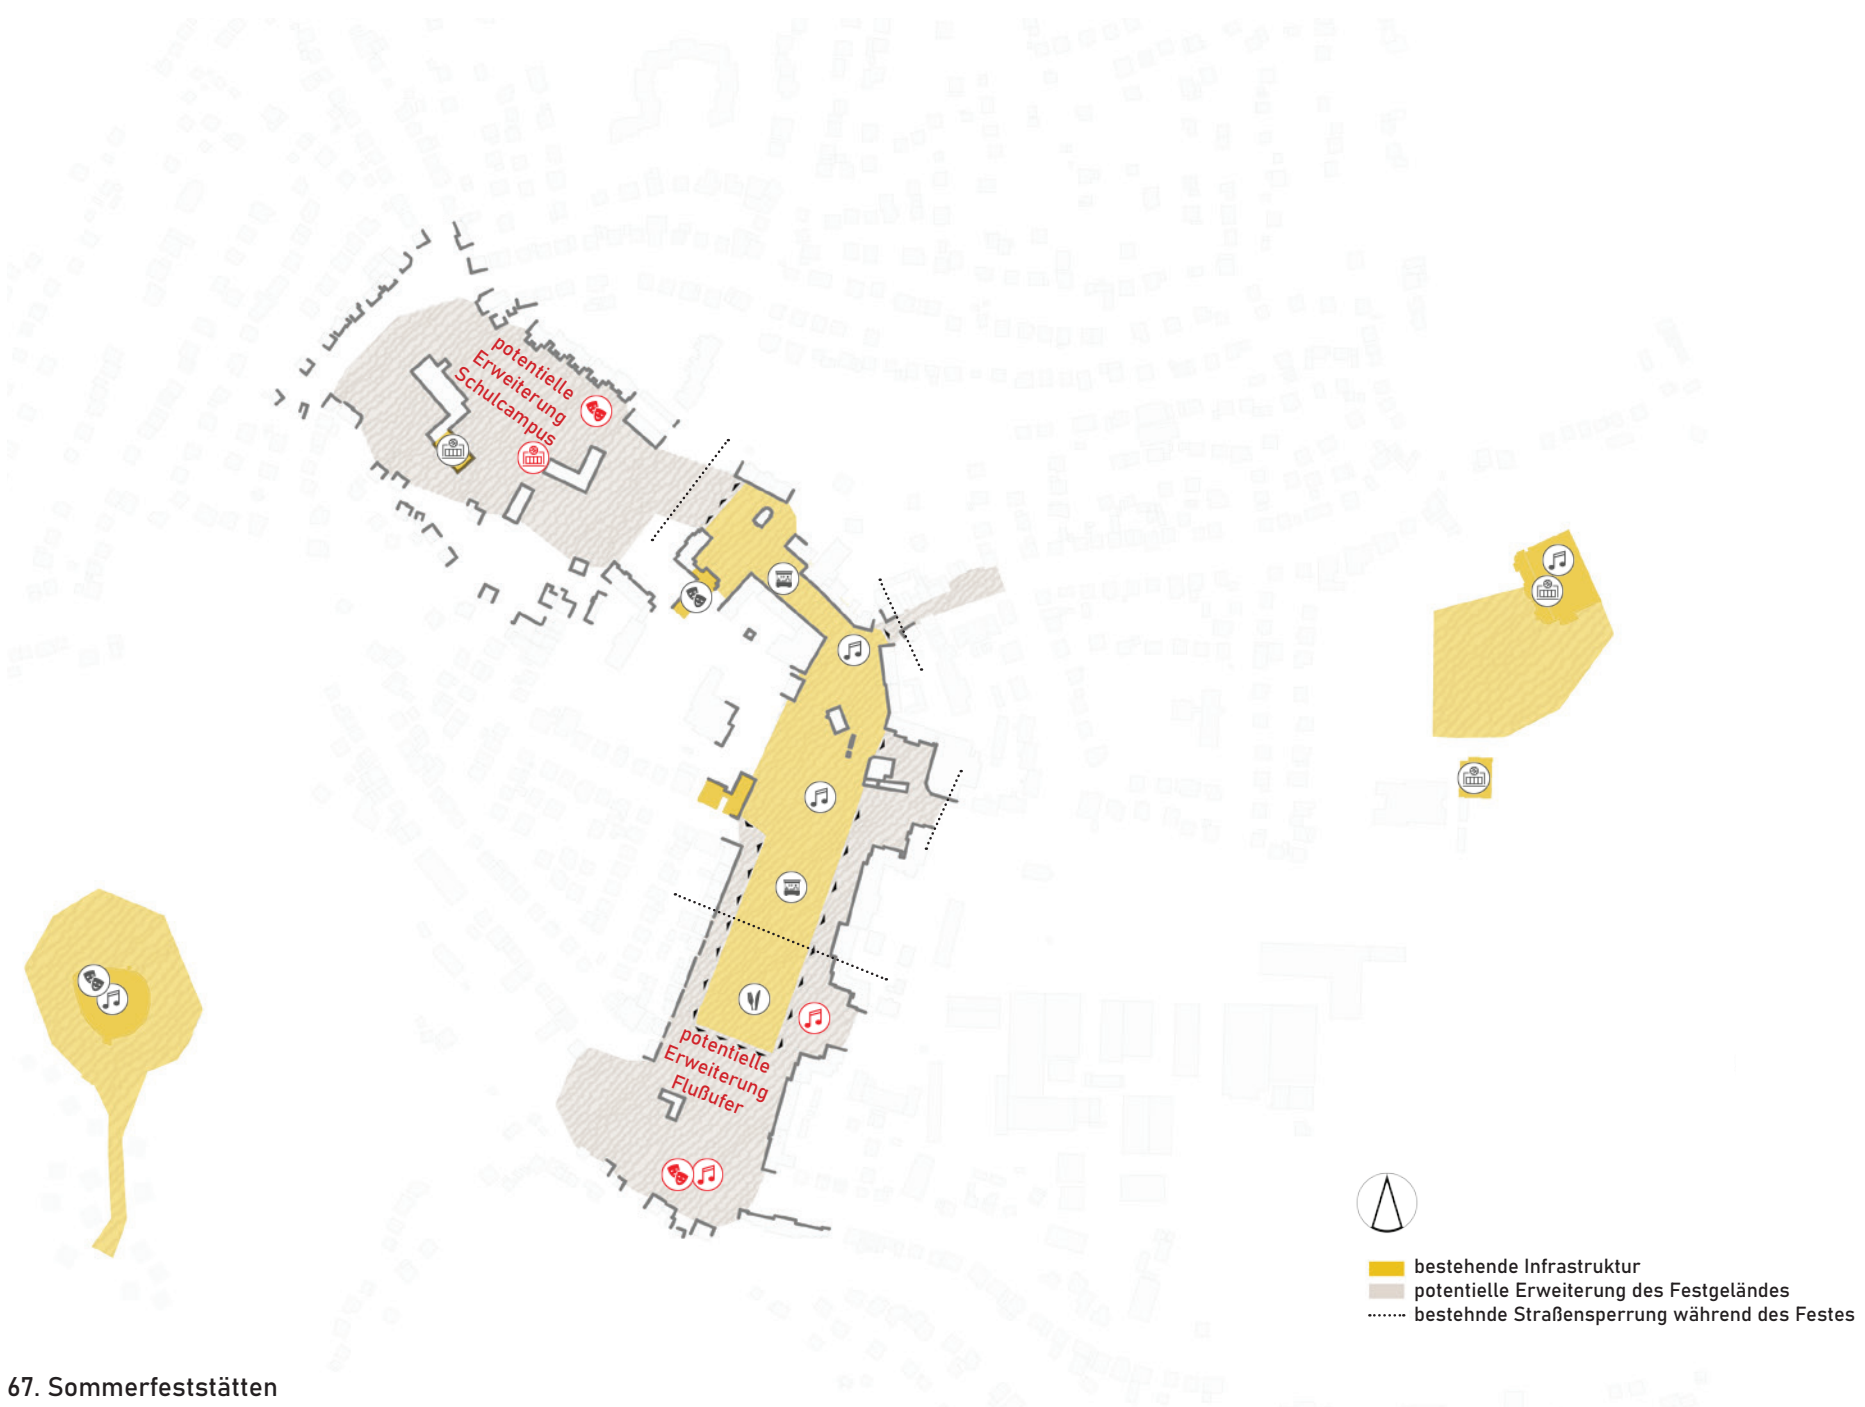 potentielle
Erweiterung
Schulcampus
potentielle
Erweiterung
Flußufer
bestehende Infrastruktur
potentielle Erweiterung des Festgeländes
bestehnde Straßensperrung während des Festes
67. Sommerfeststätten